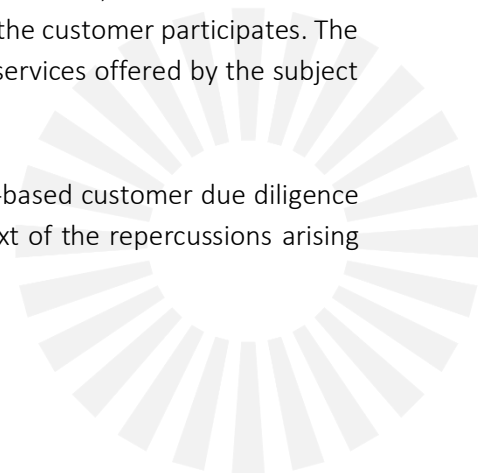 the customer participates. The
services offered by the subject
-based customer due diligence
xt of the repercussions arising